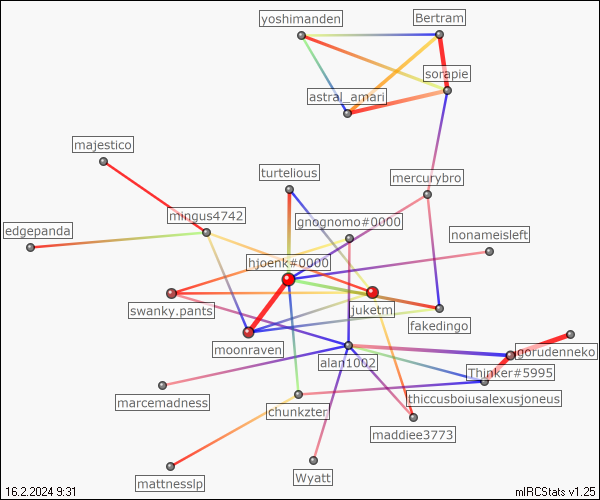 yoshimanden
Bertram
sorapie
astral_amari
majestico
turtelious
mercurybro
mingus4742
gnognomo#0000
edgepanda
nonameisleft
hjoenk#0000
swanky.pants
juketm
fakedingo
moonraven
gorudenneko
alan1002
Thinker#5995
marcemadness
thiccusboiusalexusjoneus
chunkzter
maddiee3773
mattnesslp
Wyatt
16.2.2024 9:31
mIRCStats v1.25